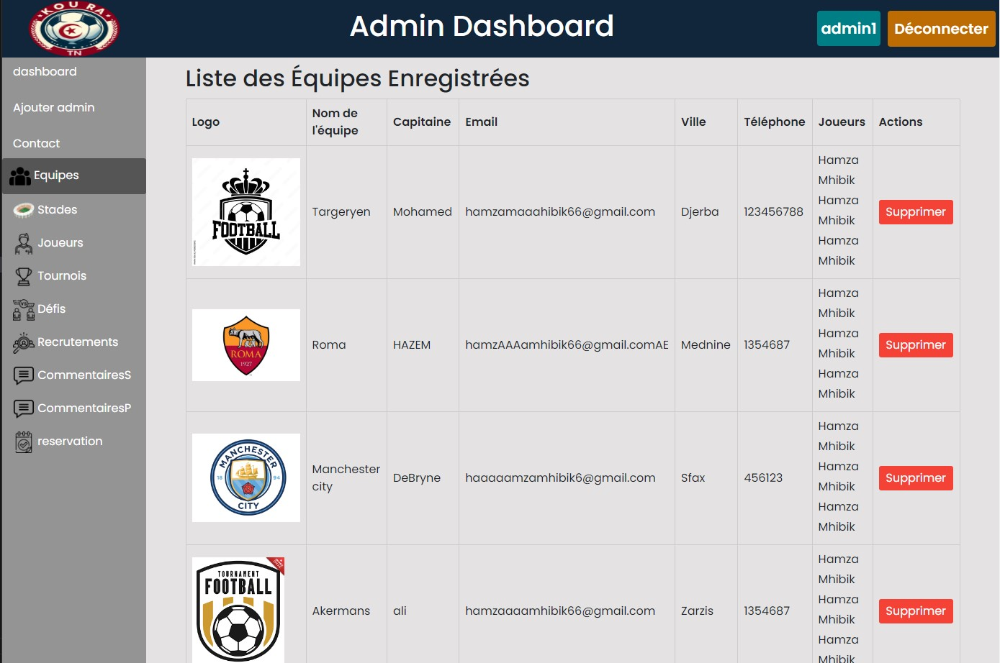 KOU RA
TN
Admin Dashboard
admin1
Déconnecter
dashboard
Ajouter admin
Contact
Equipes
Stades
Joueurs
Tournois
VS
Défis
Recrutements
CommentairesS
CommentairesP
reservation
Liste des Équipes Enregistrées
Logo
Nom de
l'équipe
Capitaine
Email
Ville
Téléphone
Joueurs
Actions
FOOTBALL
Targeryen
Mohamed
hamzamaaahibik66@gmail.com
Djerba
123456788
Hamza
Mhibik
Hamza
Mhibik
Hamza
Mhibik
Supprimer
ROMA
1927
Roma
HAZEM
hamzAAAamhibik66@gmail.comAE
Mednine
1354687
Hamza
Mhibik
Hamza
Mhibik
Hamza
Mhibik
Supprimer
MANCHESTER
18 94
CITY
Manchester
city
DeBryne
haaaaamzamhibik6@gmail.com
Sfax
456123
Hamza
Mhibik
Hamza
Mhibik
Hamza
Mhibik
Supprimer
TOURNAMENT
FOOTBALL
Akermans
ali
hamzaaaamhibik66@gmail.com
Zarzis
1354687
Hamza
Mhibik
Hamza
Mhibik
Hamza
Mhibik
Supprimer